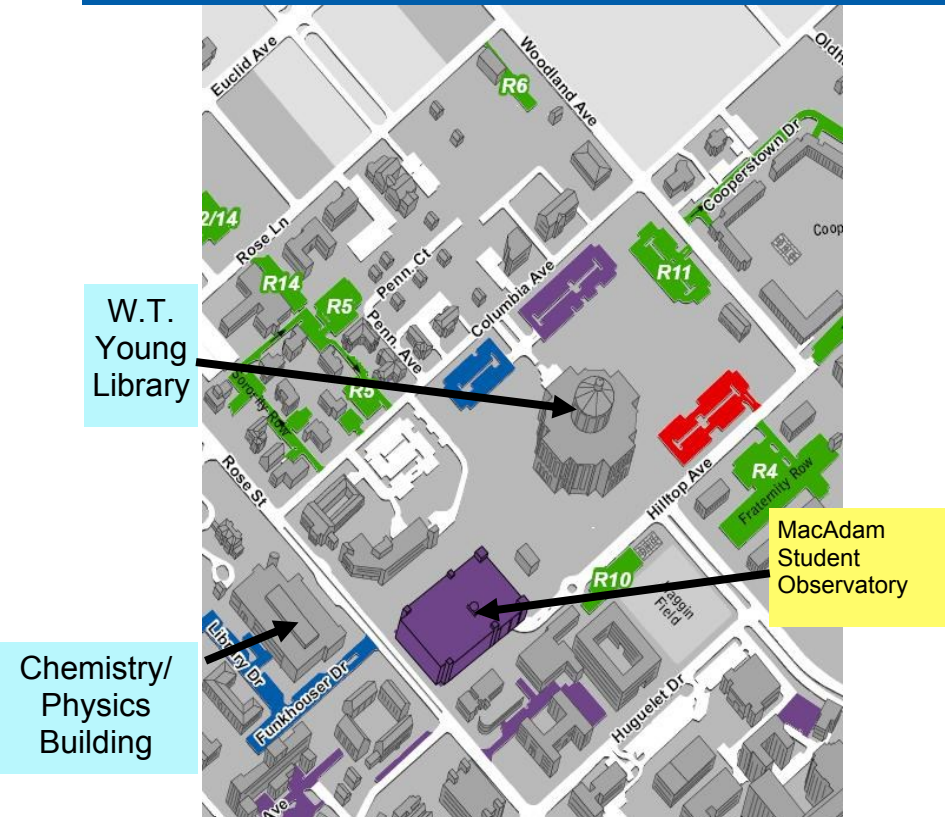 Euclid Ave
Woodland Ave
R6
Cooperstown Dr
2/14
Rose Ln
Coop
Penn. Ct
R11
R14
Columbia Ave
R5
Penn. Ave
W.T.
Young
Library
R5
Sorority Row
Rose St
Hilltop Ave
R4
Fraternity Row
MacAdam
Student
Observatory
R10
Haggin
Field
Library Dr
Chemistry/
Physics
Building
Funkhouser Dr
Huguelet Dr
Ave